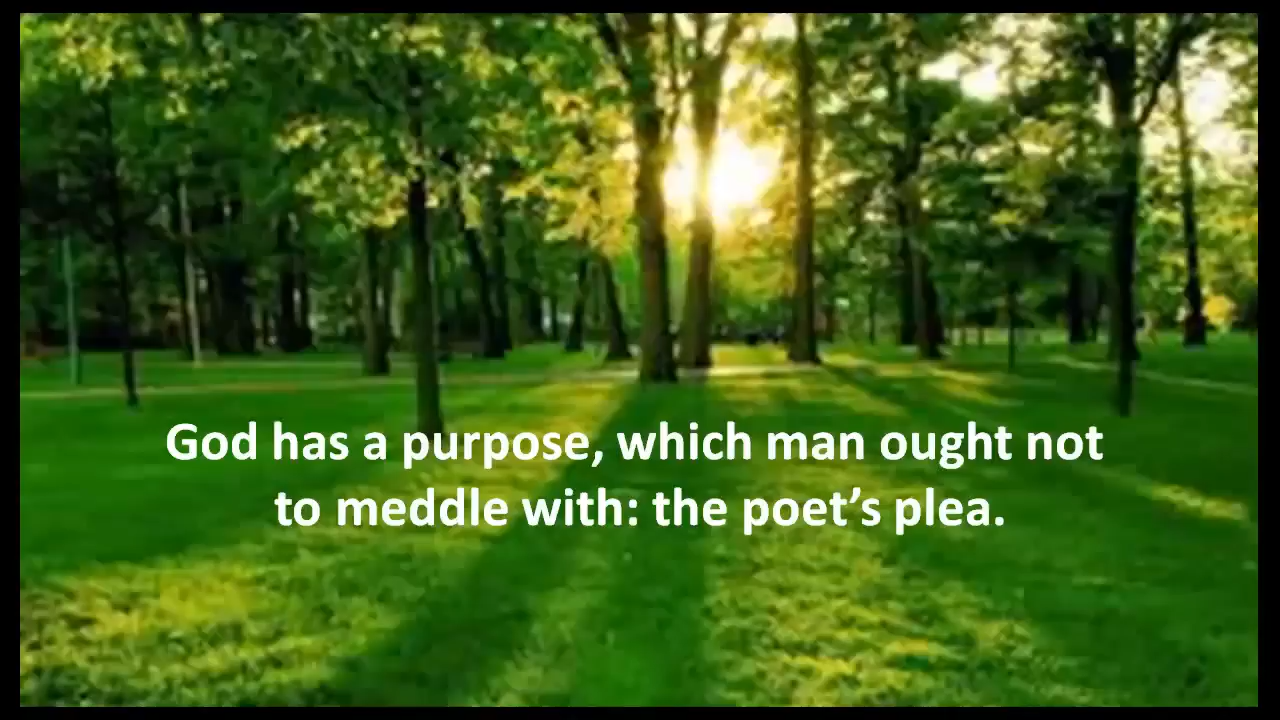 God has a purpose, which man ought not
to meddle with: the poet’s plea.